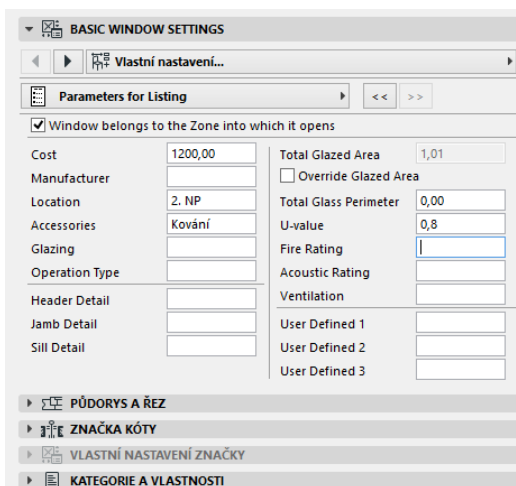 BASIC WINDOW SETTINGS
Vlastní nastavení...
Parameters for Listing
<< >>
Window belongs to the Zone into which it opens
Cost 1200,00
Manufacturer
Location 2. NP
Accessories Kování
Glazing
Operation Type
Header Detail
Jamb Detail
Sill Detail
Total Glazed Area 1,01
Override Glazed Area
Total Glass Perimeter 0,00
U-value 0,8
Fire Rating
Acoustic Rating
Ventilation
User Defined 1
User Defined 2
User Defined 3
PŮDORYS A ŘEZ
ZNAČKA KÓTY
VLASTNÍ NASTAVENÍ ZNAČKY
KATEGORIE A VLASTNOSTI